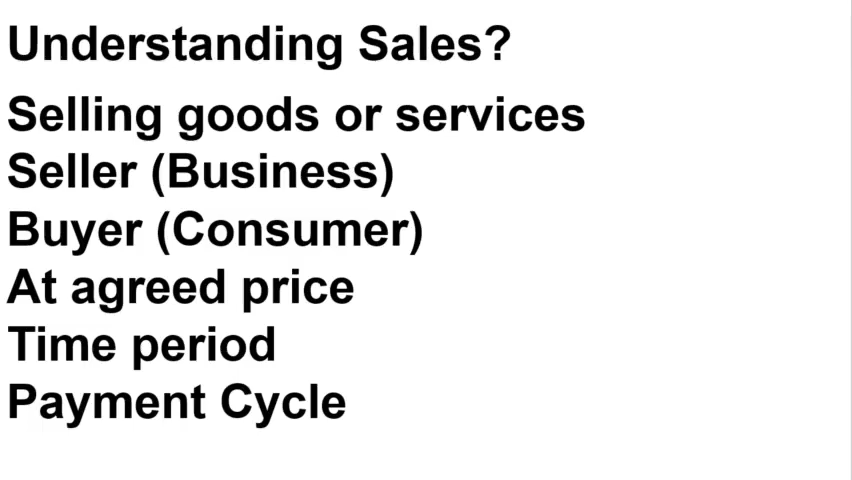 Understanding Sales?
Selling goods or services
Seller (Business)
Buyer (Consumer)
At agreed price
Time period
Payment Cycle